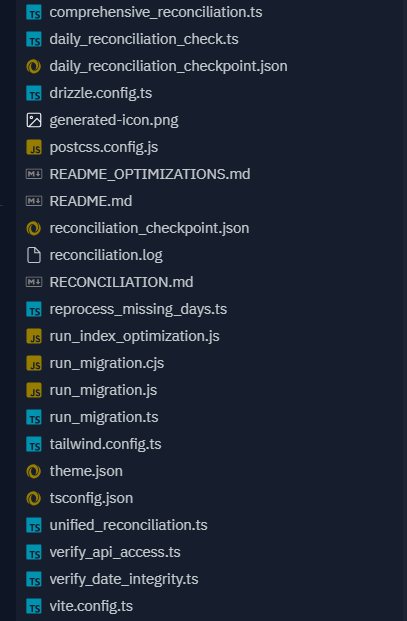 comprehensive_reconciliation.ts
daily_reconciliation_check.ts
daily_reconciliation_checkpoint.json
drizzle.config.ts
generated-icon.png
postcss.config.js
README_OPTIMIZATIONS.md
README.md
reconciliation_checkpoint.json
reconciliation.log
RECONCILIATION.md
reprocess_missing_days.ts
run_index_optimization.js
run_migration.cjs
run_migration.js
run_migration.ts
tailwind.config.ts
theme.json
tsconfig.json
unified_reconciliation.ts
verify_api_access.ts
verify_date_integrity.ts
vite.config.ts